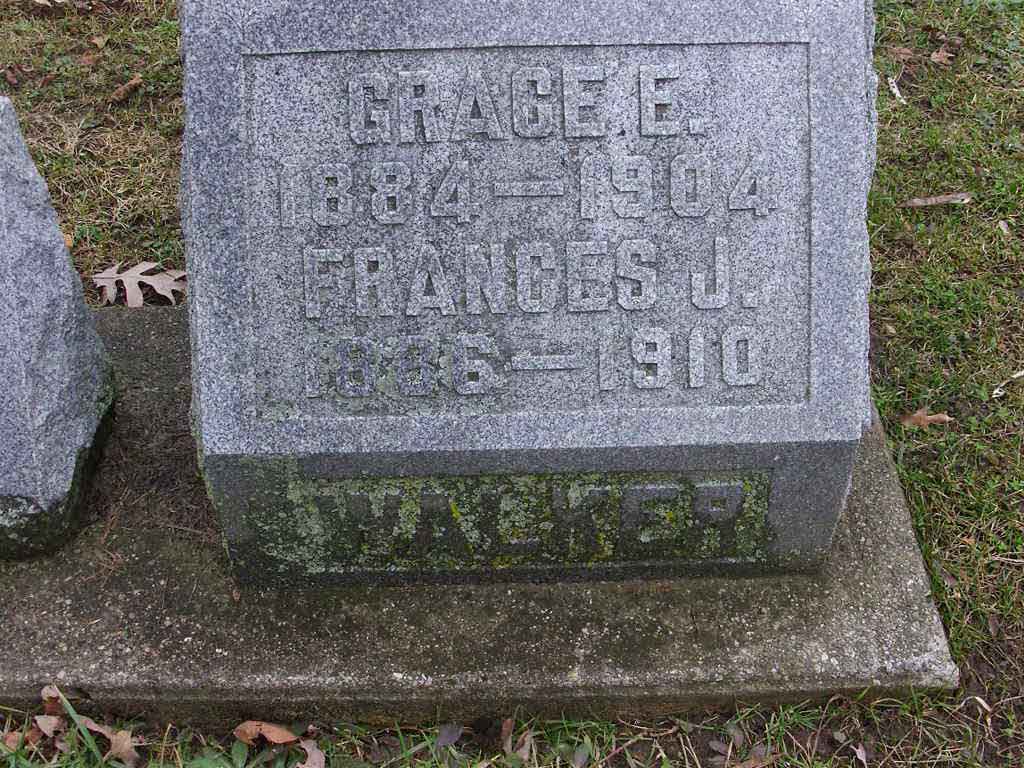 GRACE E.
1884—1904
FRANCES J.
1886—1910
WALKER